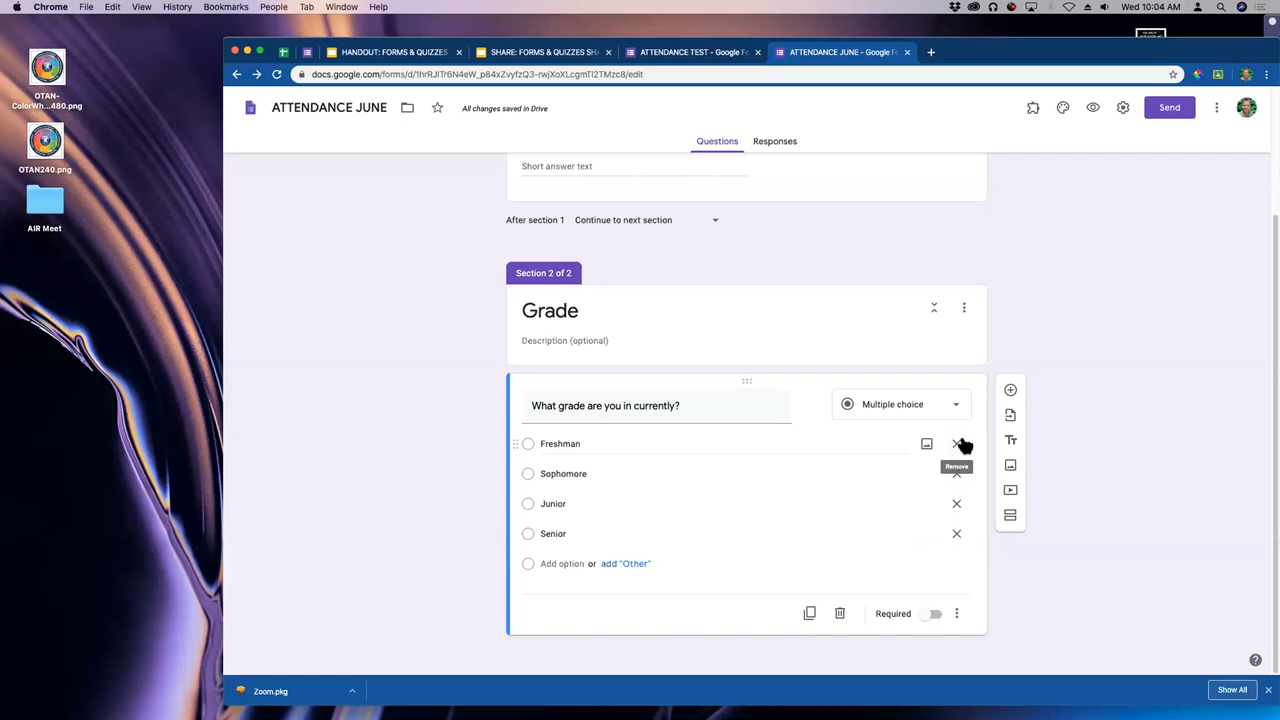 Chrome File Edit View History Bookmarks People Tab Window Help Wed 10:04 AM
HANDOUT: FORMS & QUIZZES SHARE: FORMS & QUIZZES SH ATTENDANCE TEST - Google Fo ATTENDANCE JUNE - Google F
docs.google.com/forms/d/1hrRJITr6N4eW_p84xZvyfzQ3-rwjXoXLcgmTI2TMzc8/edit
OTAN-
ColorWh...480.png
ATTENDANCE JUNE All changes saved in Drive Send
Questions Responses
OTAN240.png
Short answer text
After section 1 Continue to next section
AIR Meet
Section 2 of 2
Grade
Description (optional)
What grade are you in currently? Multiple choice
Freshman
Remove
Sophomore
Junior
Senior
Add option or add "Other"
Required
Zoom.pkg Show All